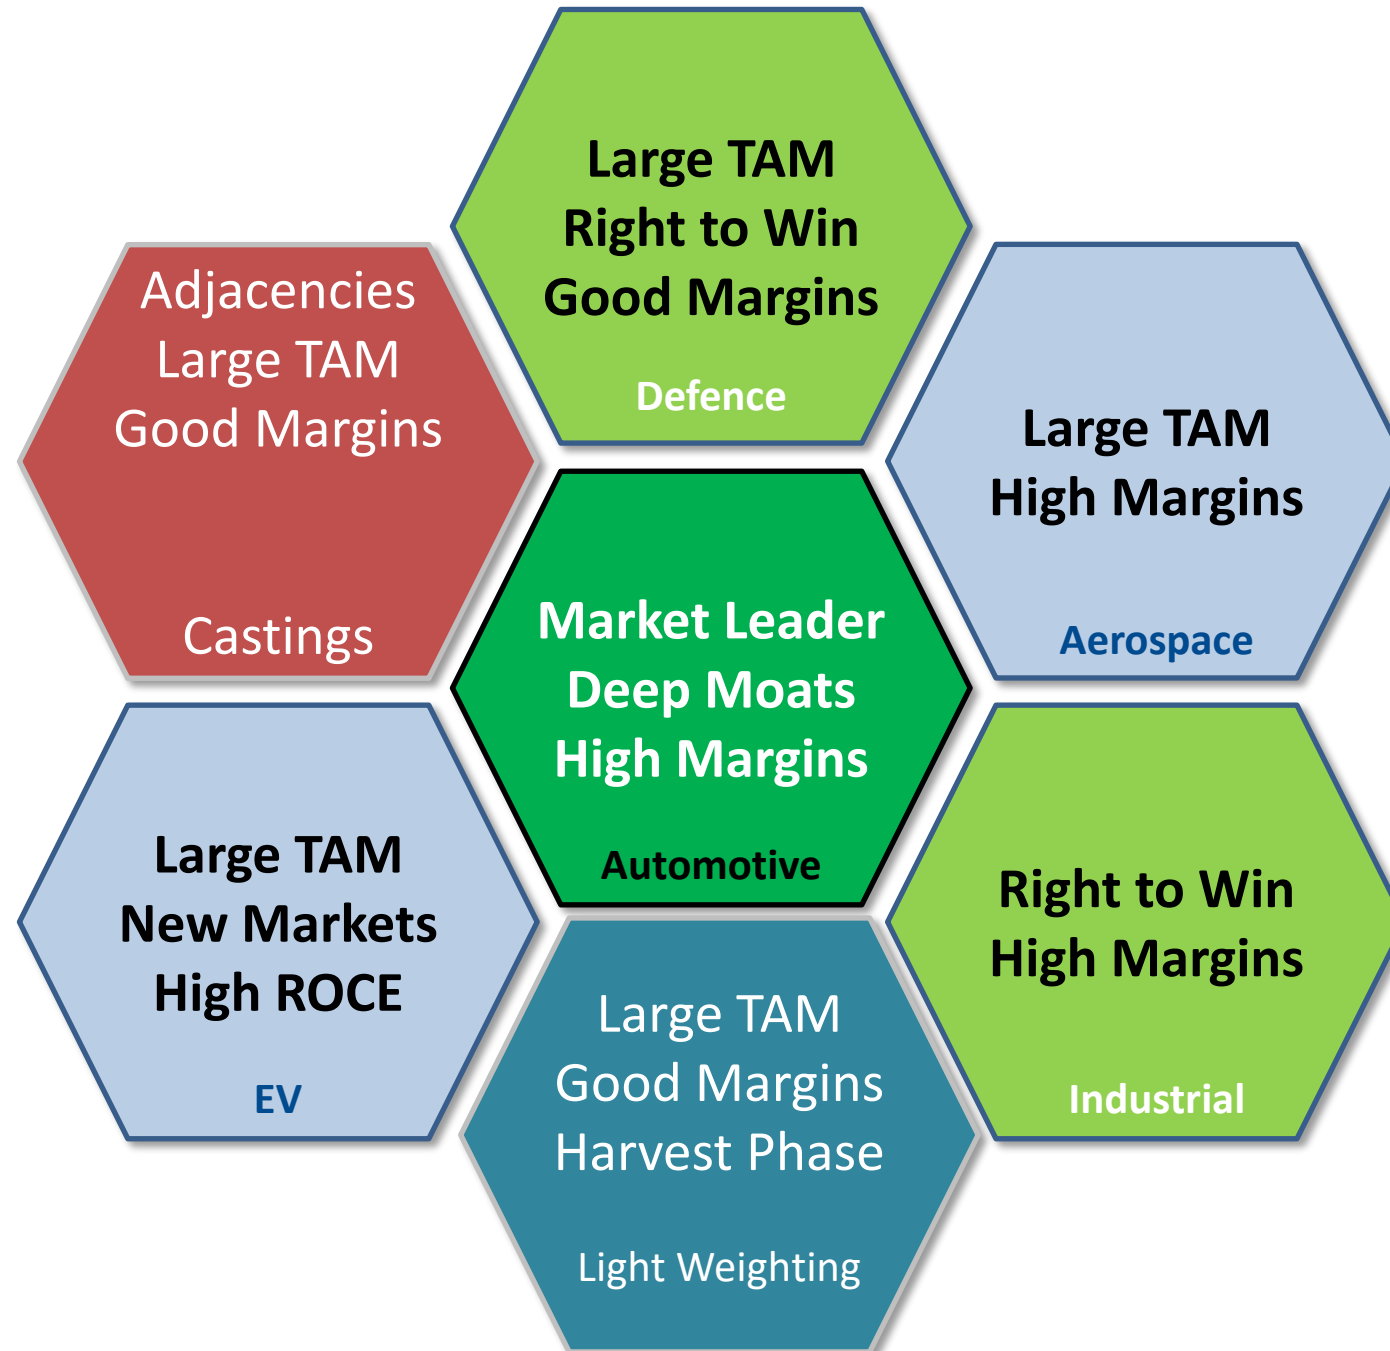 Large TAM
Right to Win
Good Margins
Defence
Adjacencies
Large TAM
Good Margins
Castings
Large TAM
High Margins
Aerospace
Market Leader
Deep Moats
High Margins
Automotive
Large TAM
New Markets
High ROCE
EV
Right to Win
High Margins
Industrial
Large TAM
Good Margins
Harvest Phase
Light Weighting